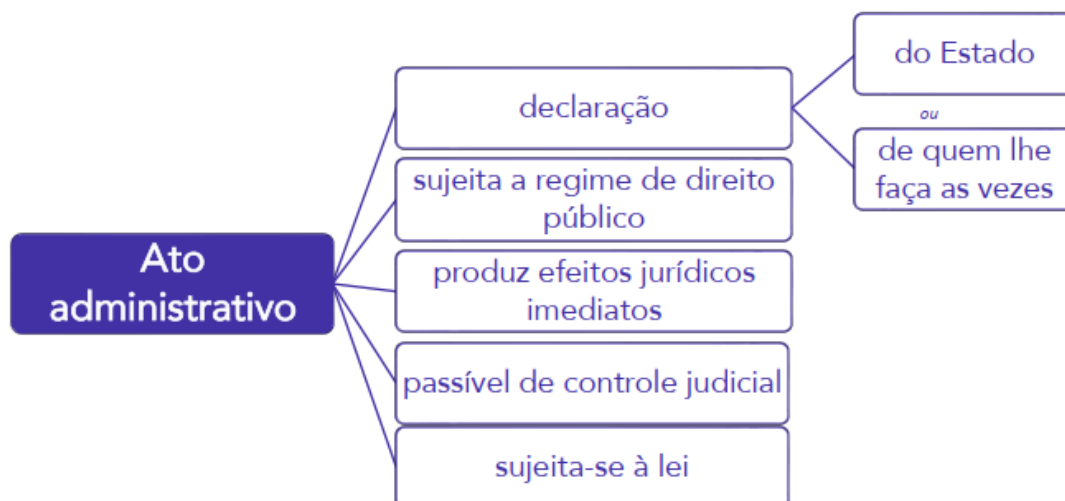 Ato
administrativo
declaração
do Estado
ou
de quem lhe
faça as vezes
sujeita a regime de direito
público
produz efeitos jurídicos
imediatos
passível de controle judicial
sujeita-se à lei